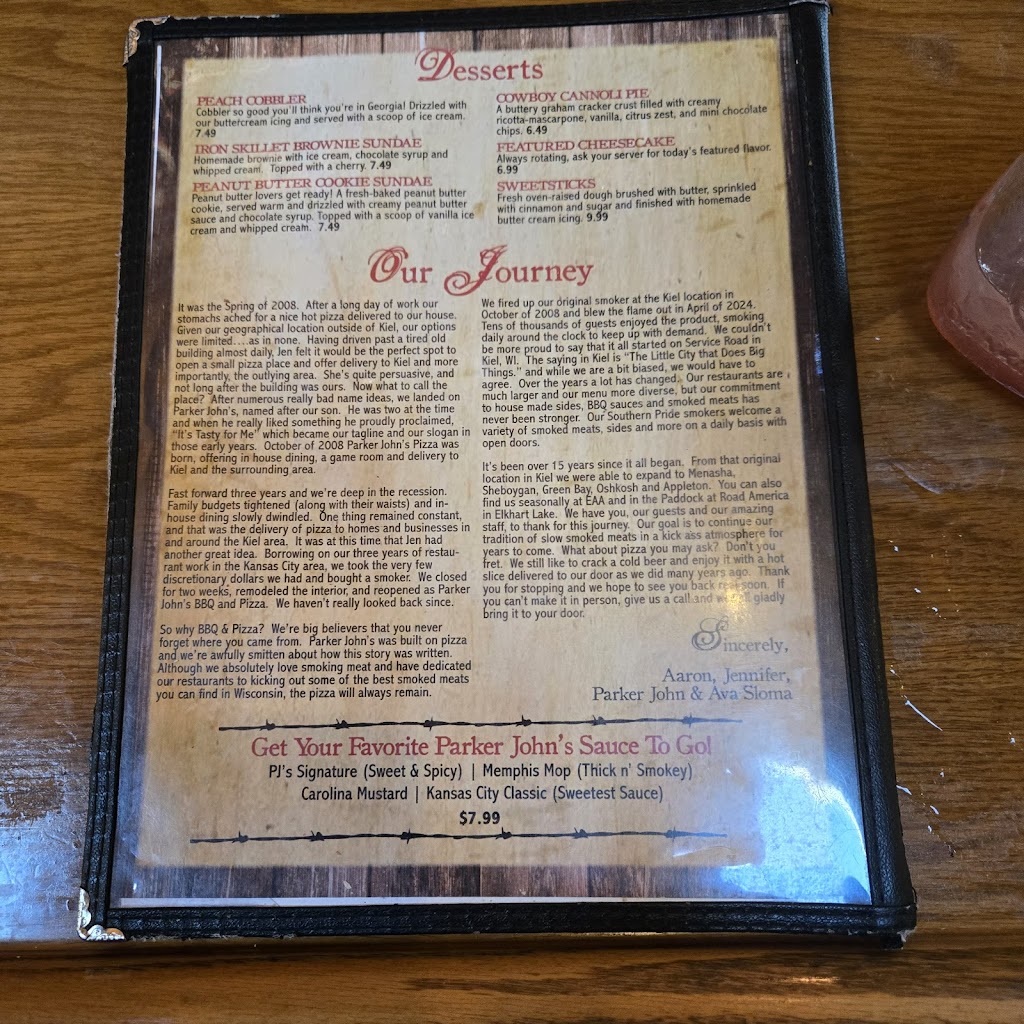 Desserts
PEACH COBBLER
Cobbler so good you'll think you're in Georgia! Drizzled with
our buttercream icing and served with a scoop of ice cream.
7.49
IRON SKILLET BROWNIE SUNDAE
Homemade brownie with ice cream, chocolate syrup and
whipped cream. Topped with a cherry. 7.49
PEANUT BUTTER COOKIE SUNDAE
Peanut butter lovers get ready! A fresh-baked peanut butter
cookie, served warm and drizzled with creamy peanut butter
sauce and chocolate syrup. Topped with a scoop of vanilla ice
cream and whipped cream. 7.49
COWBOY CANNOLI PIE
A buttery graham cracker crust filled with creamy
ricotta-mascarpone, vanilla, citrus zest, and mini chocolate
chips. 6.49
FEATURED CHEESECAKE
Always rotating, ask your server for today's featured flavor.
6.99
SWEETSTICKS
Fresh oven-raised dough brushed with butter, sprinkled
with cinnamon and sugar and finished with homemade
butter cream icing. 9.99
Our Journey
It was the Spring of 2008. After a long day of work our
stomachs ached for a nice hot pizza delivered to our house.
Given our geographical location outside of Kiel, our options
were limited....as in none. Having driven past a tired old
building almost daily, Jen felt it would be the perfect spot to
open a small pizza place and offer delivery to Kiel and more
importantly, the outlying area. She's quite persuasive, and
not long after the building was ours. Now what to call the
place? After numerous really bad name ideas, we landed on
Parker John's, named after our son. He was two at the time
and when he really liked something he proudly proclaimed,
"It's Tasty for Me" which became our tagline and our slogan in
those early years. October of 2008 Parker John's Pizza was
born, offering in house dining, a game room and delivery to
Kiel and the surrounding area.
Fast forward three years and we're deep in the recession.
Family budgets tightened (along with their waists) and in-
house dining slowly dwindled. One thing remained constant,
and that was the delivery of pizza to homes and businesses in
and around the Kiel area. It was at this time that Jen had
another great idea. Borrowing on our three years of restau-
rant work in the Kansas City area, we took the very few
discretionary dollars we had and bought a smoker. We closed
for two weeks, remodeled the interior, and reopened as Parker
John's BBQ and Pizza. We haven't really looked back since.
So why BBQ & Pizza? We're big believers that you never
forget where you came from. Parker John's was built on pizza
and we're awfully smitten about how this story was written.
Although we absolutely love smoking meat and have dedicated
our restaurants to kicking out some of the best smoked meats
you can find in Wisconsin, the pizza will always remain.
We fired up our original smoker at the Kiel location in
October of 2008 and blew the flame out in April of 2024.
Tens of thousands of guests enjoyed the product, smoking
daily around the clock to keep up with demand. We couldn't
be more proud to say that it all started on Service Road in
Kiel, WI. The saying in Kiel is "The Little City that Does Big
Things." and while we are a bit biased, we would have to
agree. Over the years a lot has changed. Our restaurants are
much larger and our menu more diverse, but our commitment
to house made sides, BBQ sauces and smoked meats has
never been stronger. Our Southern Pride smokers welcome a
variety of smoked meats, sides and more on a daily basis with
open doors.
It's been over 15 years since it all began. From that original
location in Kiel we were able to expand to Menasha,
Sheboygan, Green Bay, Oshkosh and Appleton. You can also
find us seasonally at EAA and in the Paddock at Road America
in Elkhart Lake. We have you, our guests and our amazing
staff, to thank for this journey. Our goal is to continue our
tradition of slow smoked meats in a kick ass atmosphere for
years to come. What about pizza you may ask? Don't you
fret. We still like to crack a cold beer and enjoy it with a hot
slice delivered to our door as we did many years ago. Thank
you for stopping and we hope to see you back real soon. If
you can't make it in person, give us a call and we'll gladly
bring it to your door.
Sincerely,
Aaron, Jennifer,
Parker John & Ava Sloma
Get Your Favorite Parker John's Sauce To Go!
PJ's Signature (Sweet & Spicy) | Memphis Mop (Thick n' Smokey)
Carolina Mustard | Kansas City Classic (Sweetest Sauce)
$7.99